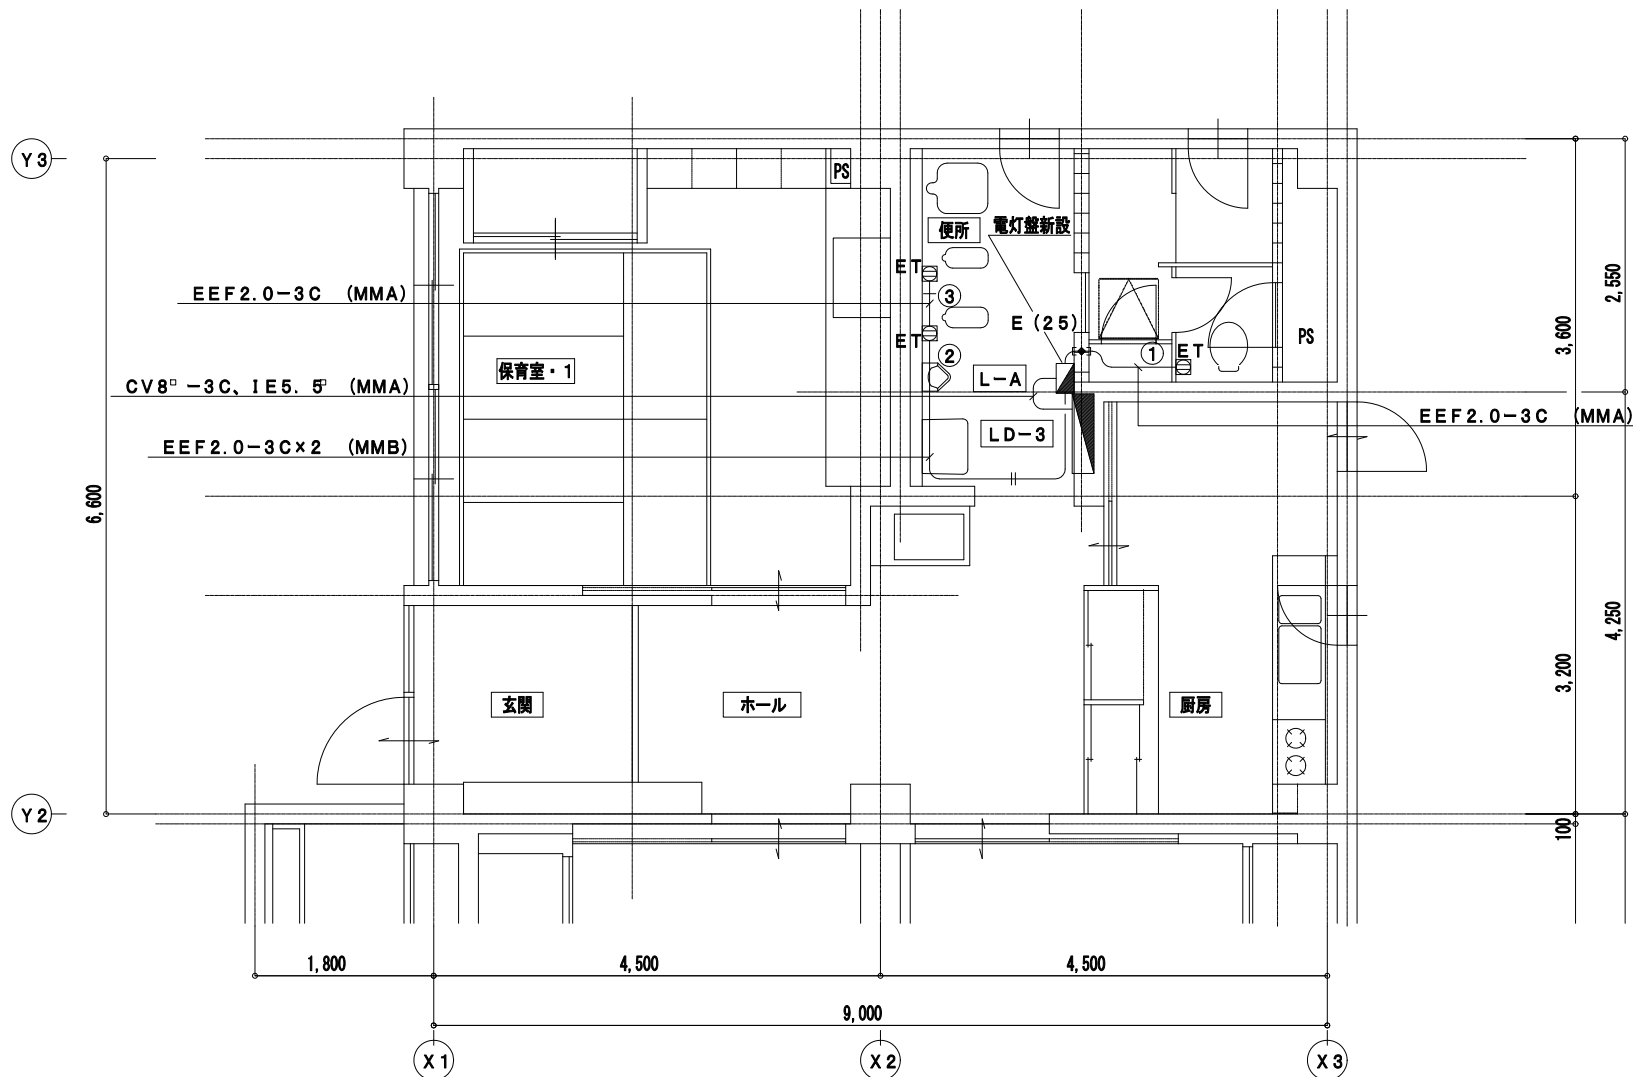 Y3
PS
便所
電灯盤新設
ET
EEF2.0-3C (MMA)
③
2,550
E(25)
3,600
PS
ET
①
ET
②
保育室・1
L-A
CV8□-3C、IE5.5□ (MMA)
EEF2.0-3C (MMA)
LD-3
EEF2.0-3C×2 (MMB)
6,600
4,250
3,200
玄関
ホール
厨房
Y2
100
1,800
4,500
4,500
9,000
X1
X2
X3